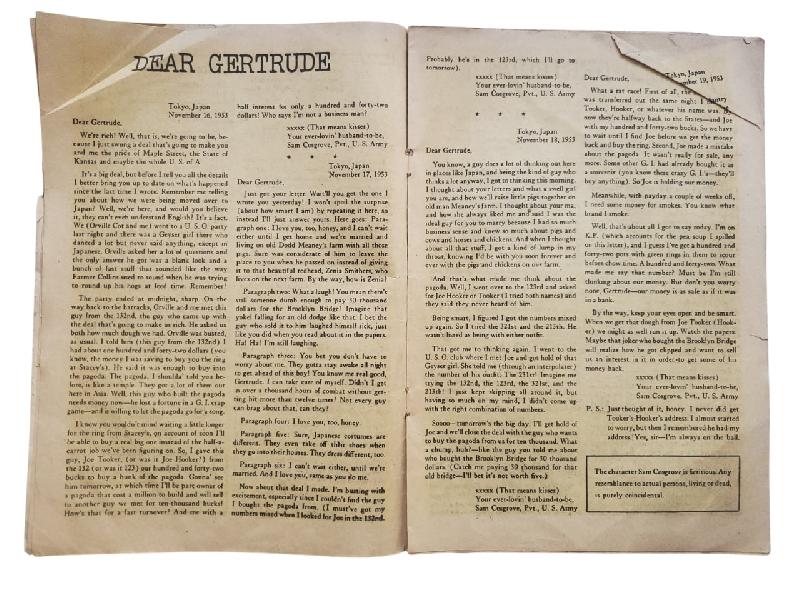 DEAR GERTRUDE
Tokyo, Japan
November 16, 1953
Dear Gertrude,
We're rich! Well, that is, we're going to be, be-
cause I just swung a deal that's going to make you
and me the pride of Maple Street, the State of
Kansas and maybe the whole U. S. of A.
It's a big deal, but before I tell you all the details
I better bring you up to date on what's happened
since the last time I wrote. Remember me telling
you about how we were being moved over to
Japan? Well, we're here, and would you believe
it, they can't even understand English! It's a fact.
We (Orville Cot and me) went to a U. S. O. party
last night and there was a Geyser girl there who
danced a lot but never said anything, except in
Japanese. Orville asked her a lot of questions and
the only answer he got was a blank look and a
bunch of fast stuff that sounded like the way
Farmer Collins used to sound when he was trying
to round up his hogs at food time. Remember?
The party ended at midnight, sharp. On the
way back to the barracks, Orville and me met this
guy from the 132nd, the guy who came up with
the deal that's going to make us rich. He asked us
both how much dough we had. Orville was busted,
as usual. I told him (this guy from the 132nd) I
had about one hundred and forty-two dollars (you
know, the money I was saving to buy you the ring
at Stacey's). He said it was enough to buy into
the pagoda. The pagoda, I shoulda' told you be-
fore, is like a temple. They got a lot of them out
here in Asia. Well, this guy who built the pagoda
needs money now—he lost a fortune in a G. I. crap
game—and is willing to let the pagoda go for a song.
I know you wouldn't mind waiting a little longer
for the ring from Stacey's, on account of soon I'll
be able to buy a real big one instead of the half-
carrot job we've been figuring on. So, I gave this
guy, Joe Tooker, (or was it Joe Hooker?) from
the 132 (or was it 123) our hundred and forty-two
bucks to buy a hunk of the pagoda. Gonna' see
him tomorrow, at which time I'll be part owner of
a pagoda that cost a million to build and will sell
to another guy we met for ten thousand bucks!
How's that for a fast turnover? And me with a
half interest for only a hundred and forty-two
dollars! Who says I'm not a business man?
xxxxx (That means kisses)
Your ever-lovin' husband-to-be,
Sam Cosgrove, Pvt., U. S. Army
* * *
Tokyo, Japan
November 17, 1953
Dear Gertrude,
Just got your letter. Wait'll you get the one I
wrote you yesterday! I won't spoil the surprise
(about how smart I am) by repeating it here, so
instead I'll just answer yours. Here goes: Para-
graph one: I love you, too, honey, and I can't wait
either until I get home and we're married and
living on old Dodd Meaney's farm with all these
pigs. Sure was considerate of him to leave the
place to you when he passed on instead of giving
it to that beautiful redhead, Zenia Smithers, who
lives on the next farm. By the way, how is Zenia?
Paragraph two: What a laugh! You mean there's
still someone dumb enough to pay 50 thousand
dollars for the Brooklyn Bridge? Imagine that
yokel falling for an old dodge like that. I bet the
guy who sold it to him laughed himself sick, just
like you did when you read about it in the papers.
Ha! Ha! I'm still laughing.
Paragraph three: You bet you don't have to
worry about me. They gotta stay awake all night
to get ahead of this boy! You know me real good,
Gertrude. I can take care of myself. Didn't I get
in over a thousand hours of combat without get-
ting hit more than twelve times? Not every guy
can brag about that, can they?
Paragraph four: I love you, too, honey.
Paragraph five: Sure, Japanese customs are
different. They even take off their shoes when
they go into their homes. They dress different, too.
Paragraph six: I can't wait either, until we're
married. And I love you, same as you do me.
Now about that deal I made. I'm busting with
excitement, especially since I couldn't find the guy
I bought the pagoda from. (I must've got my
numbers mixed when I looked for Joe in the 132nd.
Probably he's in the 123rd, which I'll go to
tomorrow).
xxxxx (That means kisses)
Your ever-lovin' husband-to-be,
Sam Cosgrove, Pvt., U. S. Army
* * *
Tokyo, Japan
November 18, 1953
Dear Gertrude,
You know, a guy does a lot of thinking out here
in places like Japan, and being the kind of guy who
thinks a lot anyway, I got to thinking this morning.
I thought about your letters and what a swell gal
you are, and how we'll raise little pigs together on
old man Meaney's farm. I thought about your ma,
and how she always liked me and said I was the
ideal guy for you to marry because I had so much
business sense and knew so much about pigs and
cows and horses and chickens. And when I thought
about all that stuff, I got a kind of lump in my
throat, knowing I'd be with you soon forever and
ever with the pigs and chickens on our farm.
And that's what made me think about the
pagoda. Well, I went over to the 123rd and asked
for Joe Hooker or Tooker (I tried both names) and
they said they never heard of him.
Being smart, I figured I got the numbers mixed
up again. So I tried the 321st and the 213th. He
wasn't listed as being with either outfit.
That got me to thinking again. I went to the
U. S. O. club where I met Joe and got hold of that
Geyser girl. She told me (through an interpreter)
the number of his outfit. The 231st! Imagine me
trying the 132nd, the 123rd, the 321st, and the
213th! I just kept skipping all around it, but
having so much on my mind, I didn't come up
with the right combination of numbers.
Soooo—tomorrow's the big day. I'll get hold of
Joe and we'll close the deal with the guy who wants
to buy the pagoda from us for ten thousand. What
a chump, huh?—like the guy you told me about
who bought the Brooklyn Bridge for 50 thousand
dollars. (Catch me paying 50 thousand for that
old bridge—I'll bet it's not worth five.)
xxxxx (That means kisses)
Your ever-lovin' husband-to-be,
Sam Cosgrove, Pvt., U. S. Army
Tokyo, Japan
19, 1953
Dear Gertrude,
What a rat race! First of all, the
was transferred out the same night I
Tooker, Hooker, or whatever his name was. If
now they're halfway back to the States—and Joe
with my hundred and forty-two bucks. So we have
to wait until I find Joe before we get the money
back and buy the ring. Second, Joe made a mistake
about the pagoda. It wasn't really for sale, any
more. Some other G. I. had already bought it as
a souvenir (you know these crazy G. I.'s—they'll
buy anything). So Joe is holding our money.
Meanwhile, with payday a couple of weeks off,
I need some money for smokes. You know what
brand I smoke.
Well, that's about all I got to say today. I'm on
K.P. (which accounts for the pea soup I spilled
on this letter), and I guess I've got a hundred and
forty-two pots with green rings in them to scour
before chow time. A hundred and forty-two. What
made me say that number? Must be I'm still
thinking about our money. But don't you worry
none, Gertrude—our money is as safe as if it was
in a bank.
By the way, keep your eyes open and be smart.
When we get that dough from Joe Tooker (Hook-
er) we might as well run it up. Watch the papers.
Maybe that joker who bought the Brooklyn Bridge
will realize how he got clipped and want to sell
us an interest in it in order to get some of his
money back.
xxxxx (That means kisses)
Your ever-lovin' husband-to-be,
Sam Cosgrove, Pvt., U. S. Army
P. S.: Just thought of it, honey. I never did get
Tooker's-Hooker's address. I almost started
to worry, but then I remembered he has my
address! Yes, sir—I'm always on the ball.
The character Sam Cosgrove is fictitious. Any
resemblance to actual persons, living or dead,
is purely coincidental.